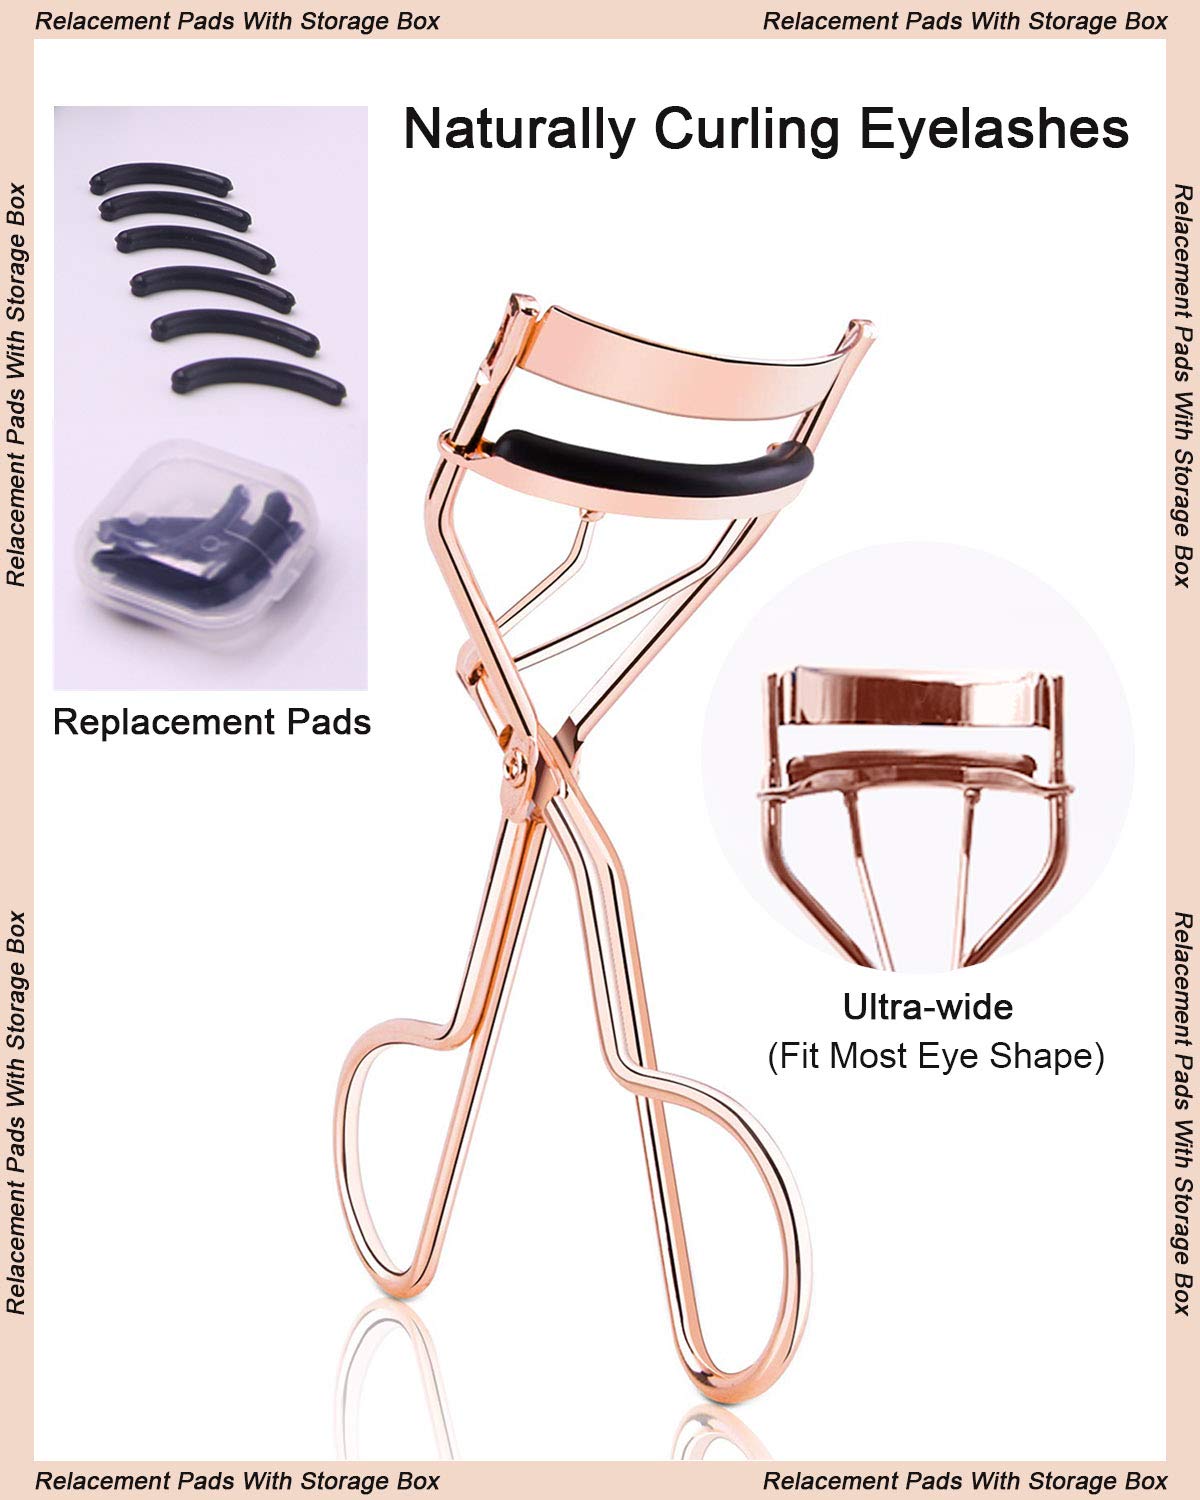 Relacement Pads With Storage Box
Relacement Pads With Storage Box
Naturally Curling Eyelashes
Relacement Pads With Storage Box
Relacement Pads With Storage Box
Replacement Pads
Ultra-wide
(Fit Most Eye Shape)
Relacement Pads With Storage Box
Relacement Pads With Storage Box
Relacement Pads With Storage Box
Relacement Pads With Storage Box